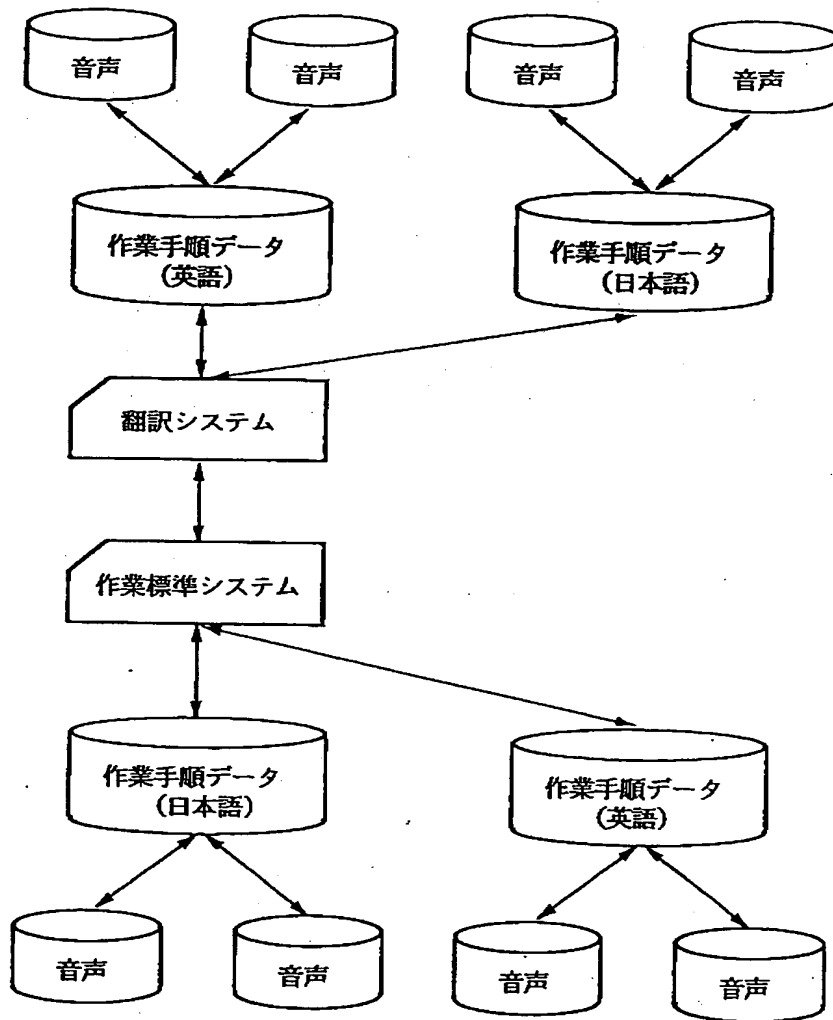 音声
音声
音声
音声
作業手順データ
(英語)
作業手順データ
(日本語)
翻訳システム
作業標準システム
作業手順データ
(日本語)
作業手順データ
(英語)
音声
音声
音声
音声